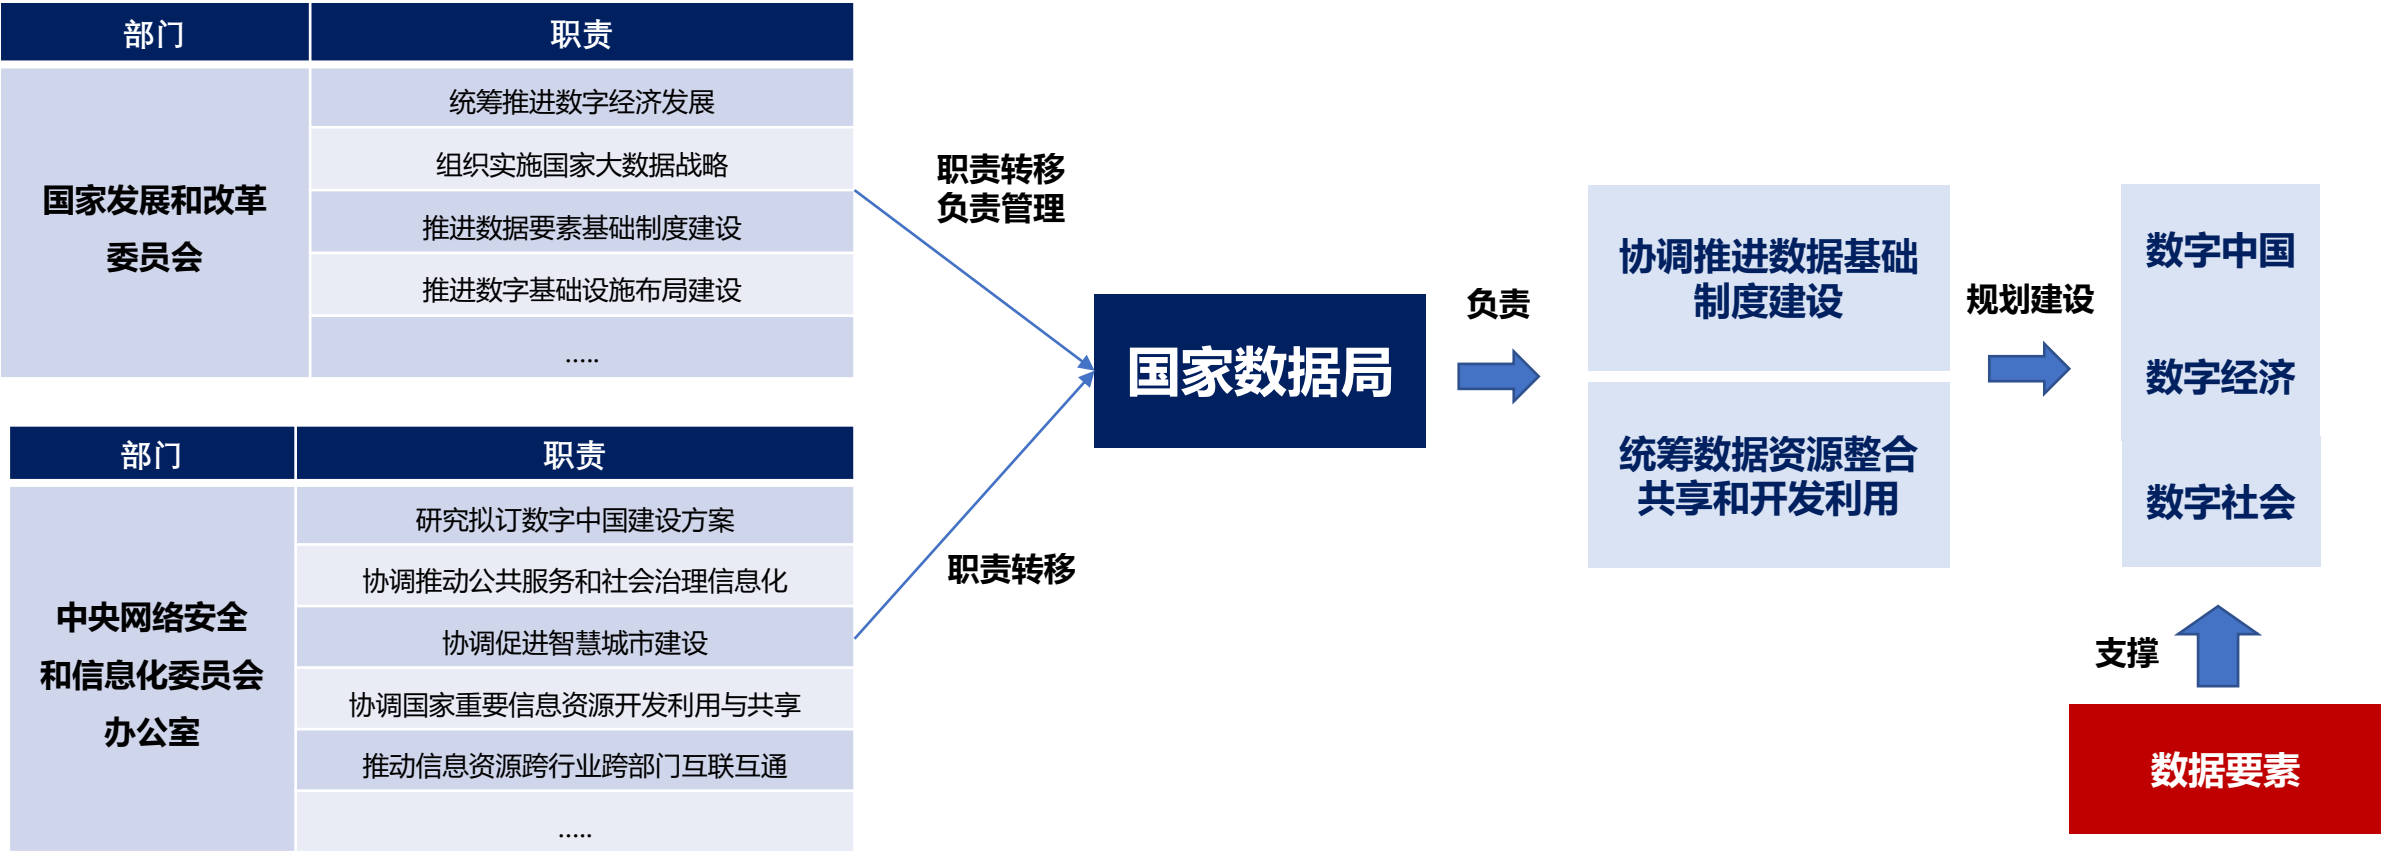 部门 职责
国家发展和改革
委员会
统筹推进数字经济发展
组织实施国家大数据战略
推进数据要素基础制度建设
推进数字基础设施布局建设
.....
部门 职责
中央网络安全
和信息化委员会
办公室
研究拟订数字中国建设方案
协调推动公共服务和社会治理信息化
协调促进智慧城市建设
协调国家重要信息资源开发利用与共享
推动信息资源跨行业跨部门互联互通
.....
职责转移
负责管理
职责转移
国家数据局
负责
协调推进数据基础
制度建设
统筹数据资源整合
共享和开发利用
规划建设
数字中国
数字经济
数字社会
支撑
数据要素